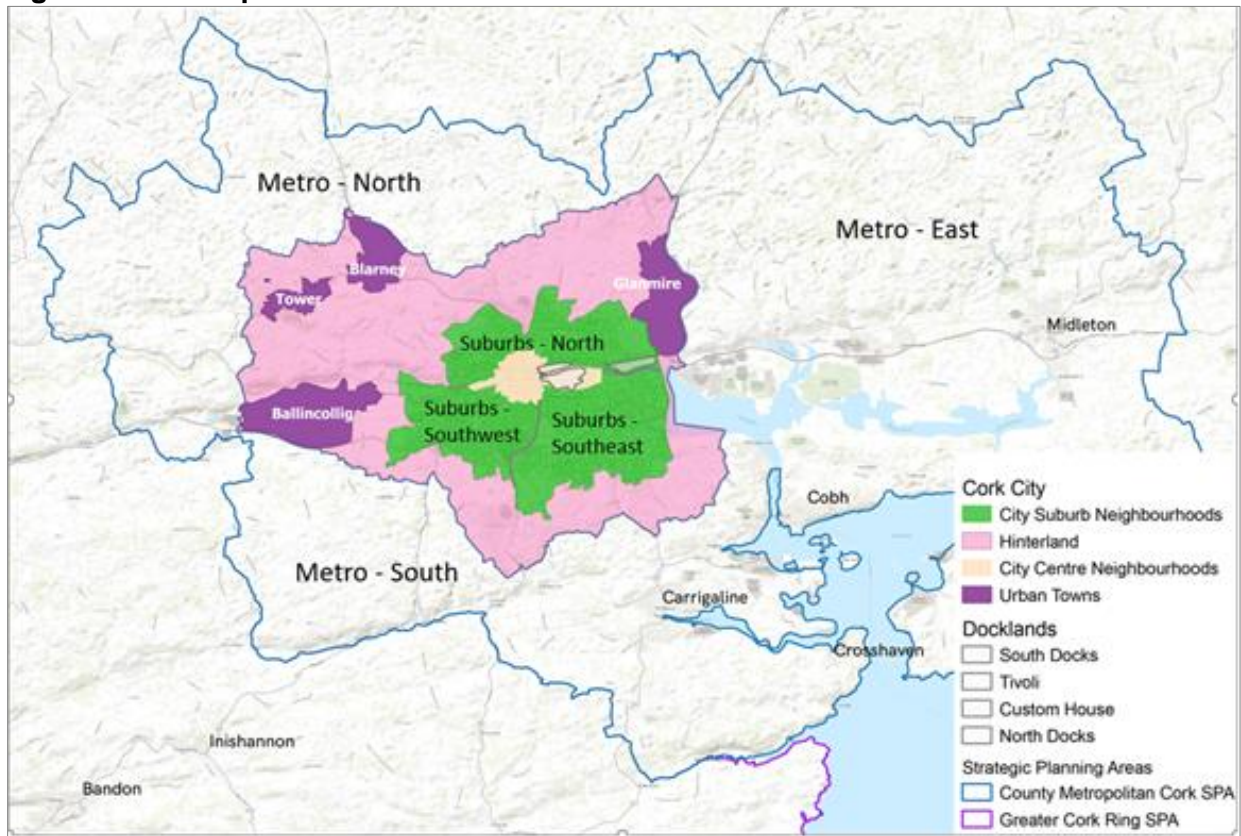 Metro - North
Metro - East
Blarney
Tower
Glanmire
Midleton
Suburbs - North
Ballincollig
Suburbs -
Southwest
Suburbs -
Southeast
Cobh
Metro - South
Carrigaline
Crosshaven
Inishannon
Bandon
Cork City
City Suburb Neighbourhoods
Hinterland
City Centre Neighbourhoods
Urban Towns
Docklands
South Docks
Tivoli
Custom House
North Docks
Strategic Planning Areas
County Metropolitan Cork SPA
Greater Cork Ring SPA